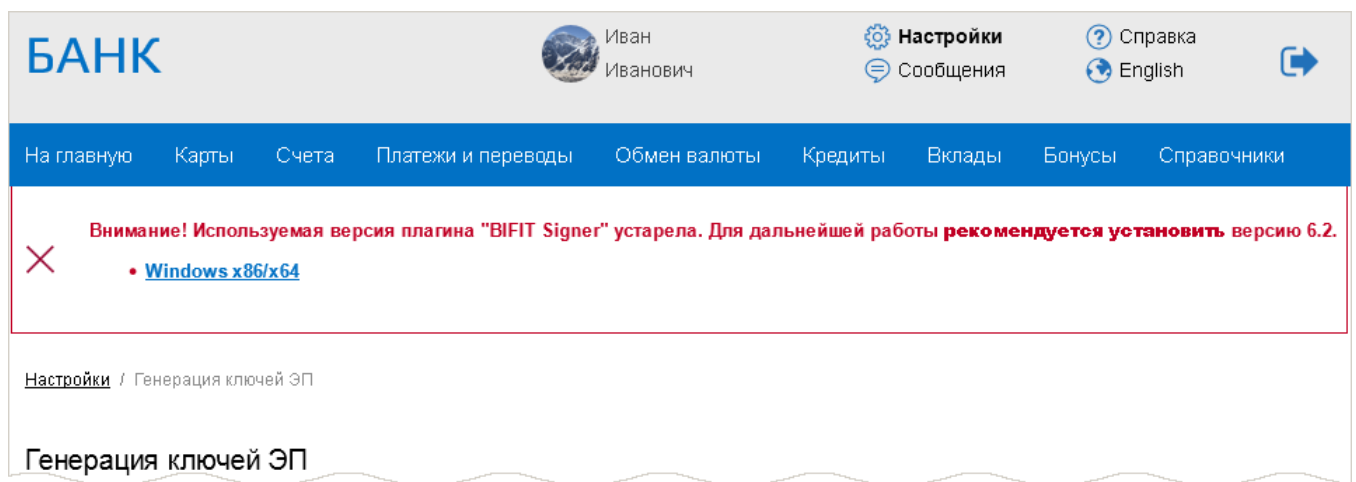 БАНК
Иван
Иванович
Настройки
Сообщения
Справка
English
На главную Карты Счета Платежи и переводы Обмен валюты Кредиты Вклады Бонусы Справочники
Внимание! Используемая версия плагина "BIFIT Signer" устарела. Для дальнейшей работы рекомендуется установить версию 6.2.
• Windows x86/x64
Настройки / Генерация ключей ЭП
Генерация ключей ЭП